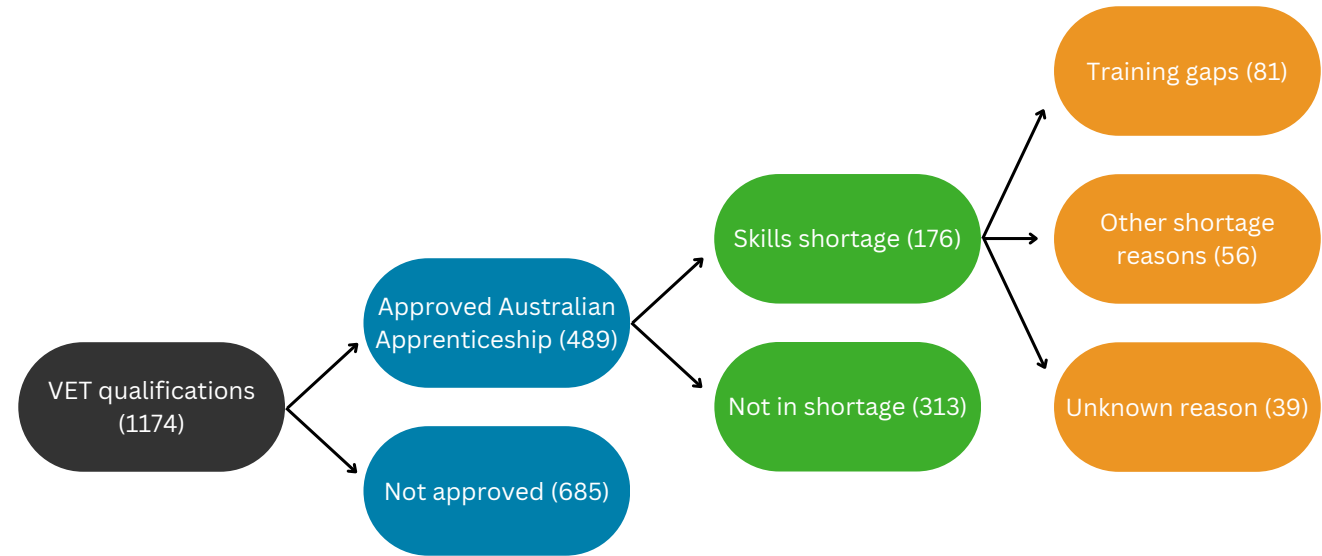 VET qualifications
(1174)
Approved Australian
Apprenticeship (489)
Not approved (685)
Skills shortage (176)
Not in shortage (313)
Training gaps (81)
Other shortage
reasons (56)
Unknown reason (39)